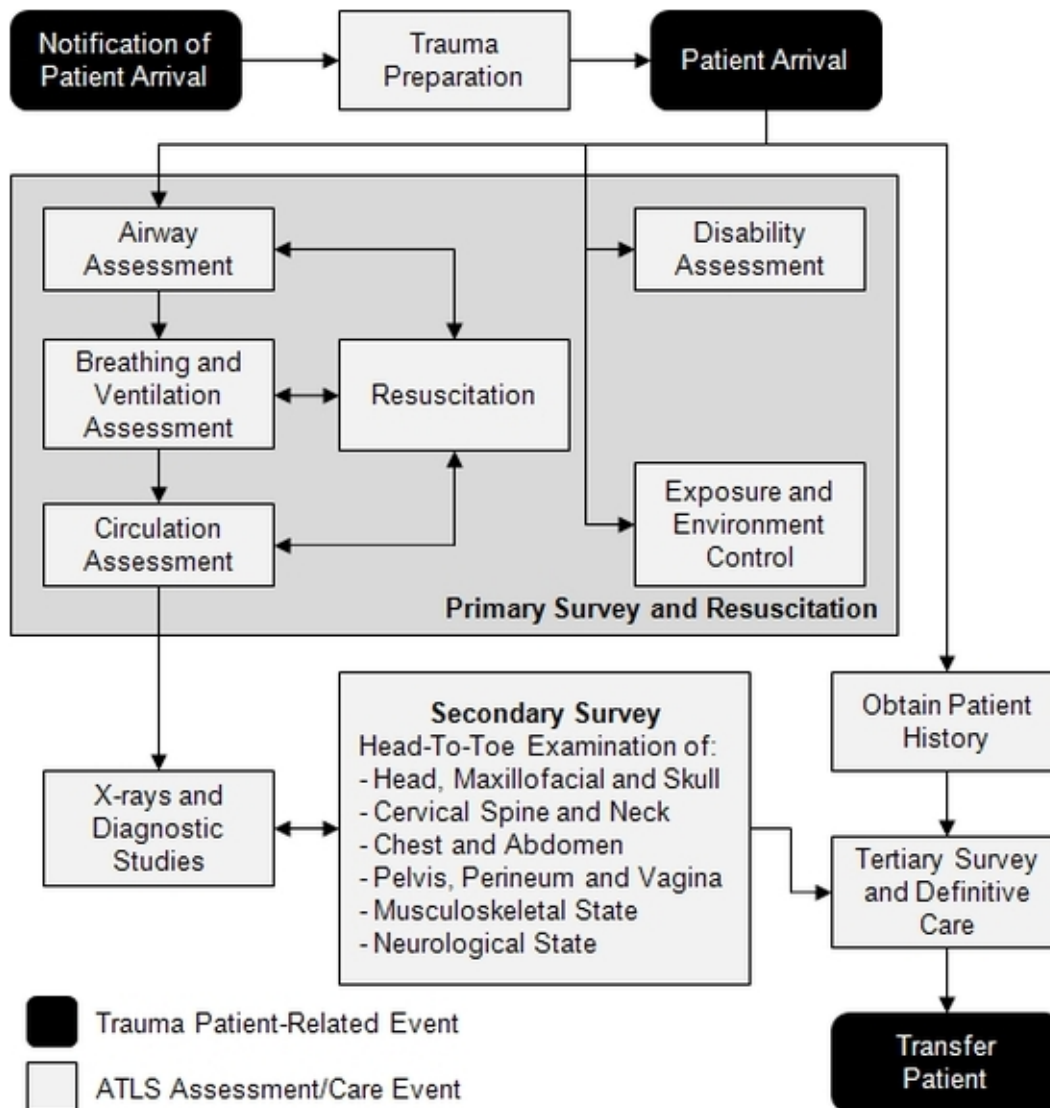 Notification of
Patient Arrival
Trauma
Preparation
Patient Arrival
Airway
Assessment
Disability
Assessment
Breathing and
Ventilation
Assessment
Resuscitation
Circulation
Assessment
Exposure and
Environment
Control
Primary Survey and Resuscitation
X-rays and
Diagnostic
Studies
Secondary Survey
Head-To-Toe Examination of:
- Head, Maxillofacial and Skull
- Cervical Spine and Neck
- Chest and Abdomen
- Pelvis, Perineum and Vagina
- Musculoskeletal State
- Neurological State
Obtain Patient
History
Tertiary Survey
and Definitive
Care
Transfer
Patient
Trauma Patient-Related Event
ATLS Assessment/Care Event